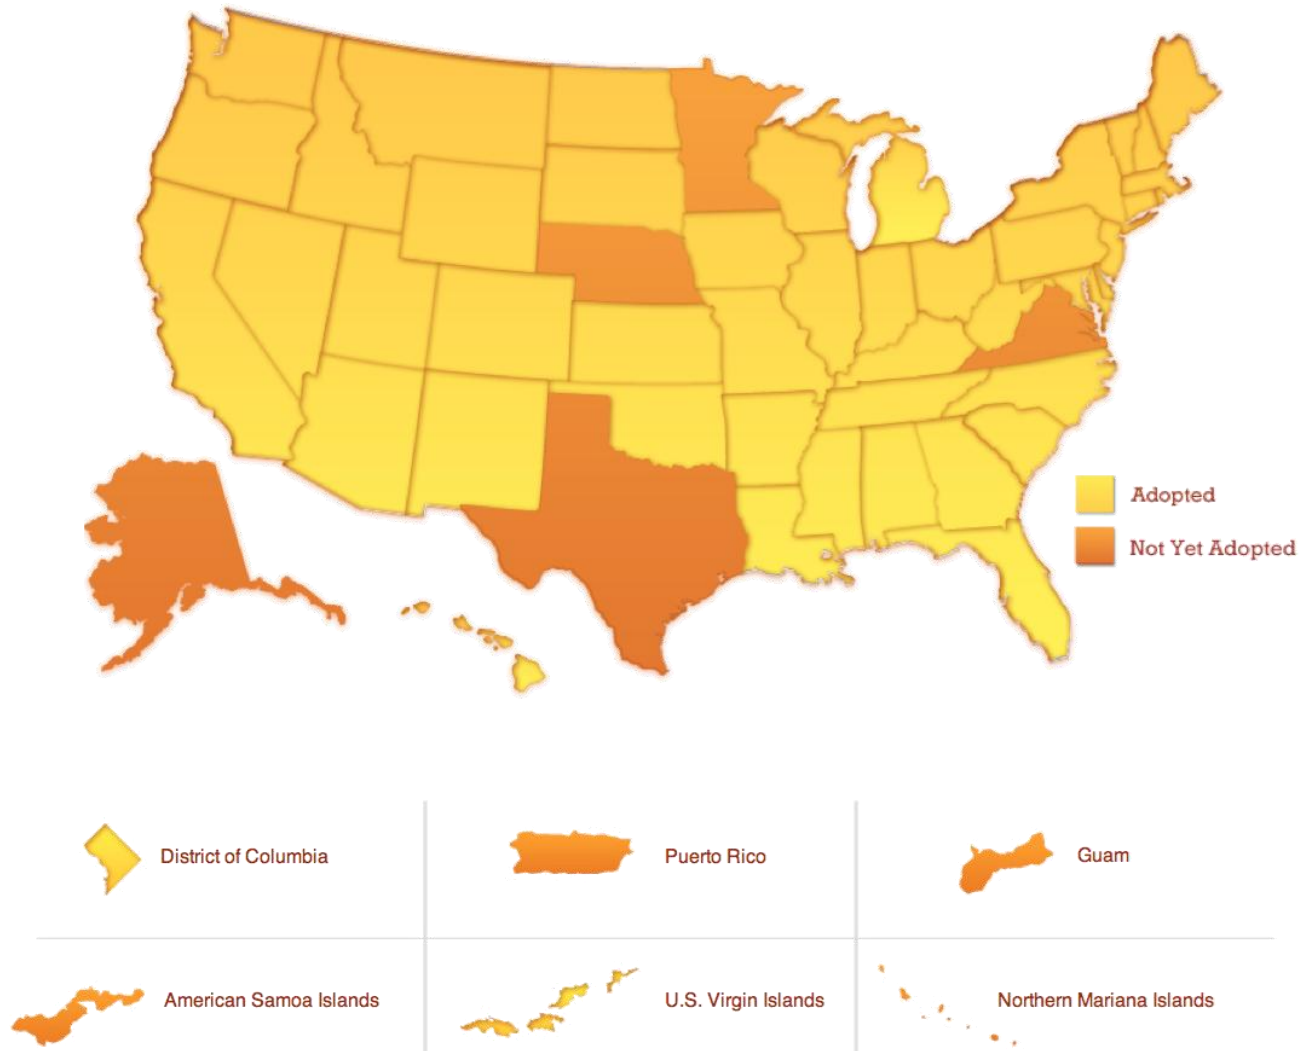 Adopted
Not Yet Adopted
District of Columbia
Puerto Rico
Guam
American Samoa Islands
U.S. Virgin Islands
Northern Mariana Islands